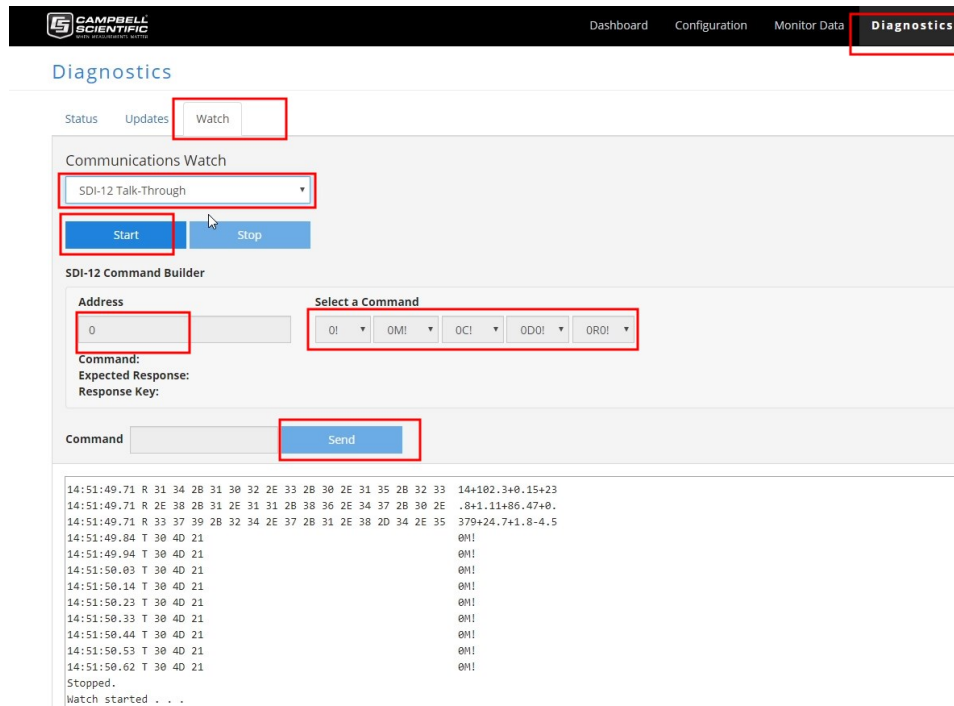 CAMPBELL
SCIENTIFIC
WHEN MEASUREMENTS MATTER
Dashboard Configuration Monitor Data Diagnostics
Diagnostics
Status Updates Watch
Communications Watch
SDI-12 Talk-Through
Start Stop
SDI-12 Command Builder
Address Select a Command
0 0! 0M! 0C! 0D0! 0R0!
Command:
Expected Response:
Response Key:
Command Send
14:51:49.71 R 31 34 2B 31 30 32 2E 33 2B 30 2E 31 35 2B 32 33 14+102.3+0.15+23
14:51:49.71 R 2E 38 2B 31 2E 31 31 2B 38 36 2E 34 37 2B 30 2E .8+1.11+86.47+0.
14:51:49.71 R 33 37 39 2B 32 34 2E 37 2B 31 2E 38 2D 34 2E 35 379+24.7+1.8-4.5
14:51:49.84 T 30 4D 21 0M!
14:51:49.94 T 30 4D 21 0M!
14:51:50.03 T 30 4D 21 0M!
14:51:50.14 T 30 4D 21 0M!
14:51:50.23 T 30 4D 21 0M!
14:51:50.33 T 30 4D 21 0M!
14:51:50.44 T 30 4D 21 0M!
14:51:50.53 T 30 4D 21 0M!
14:51:50.62 T 30 4D 21 0M!
Stopped.
Watch started . . .